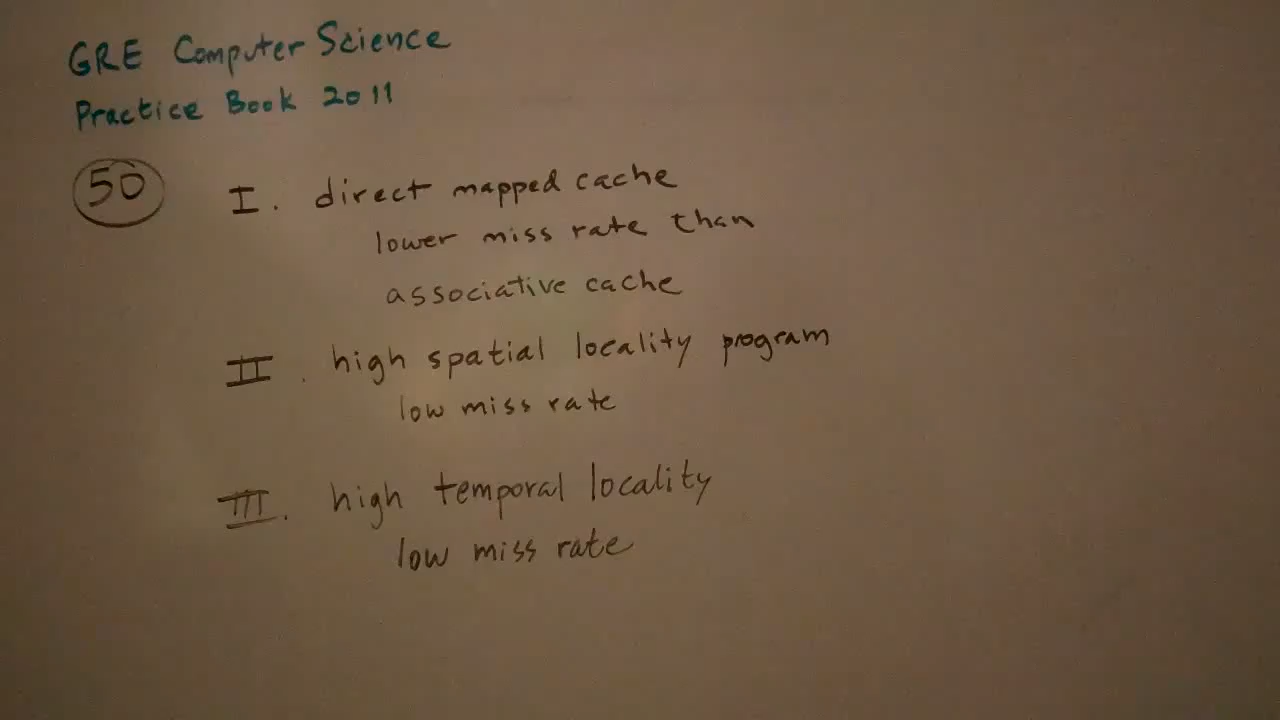 GRE Computer Science
Practice Book 2011
50 I. direct mapped cache
lower miss rate than
associative cache
II. high spatial locality program
low miss rate
III. high temporal locality
low miss rate